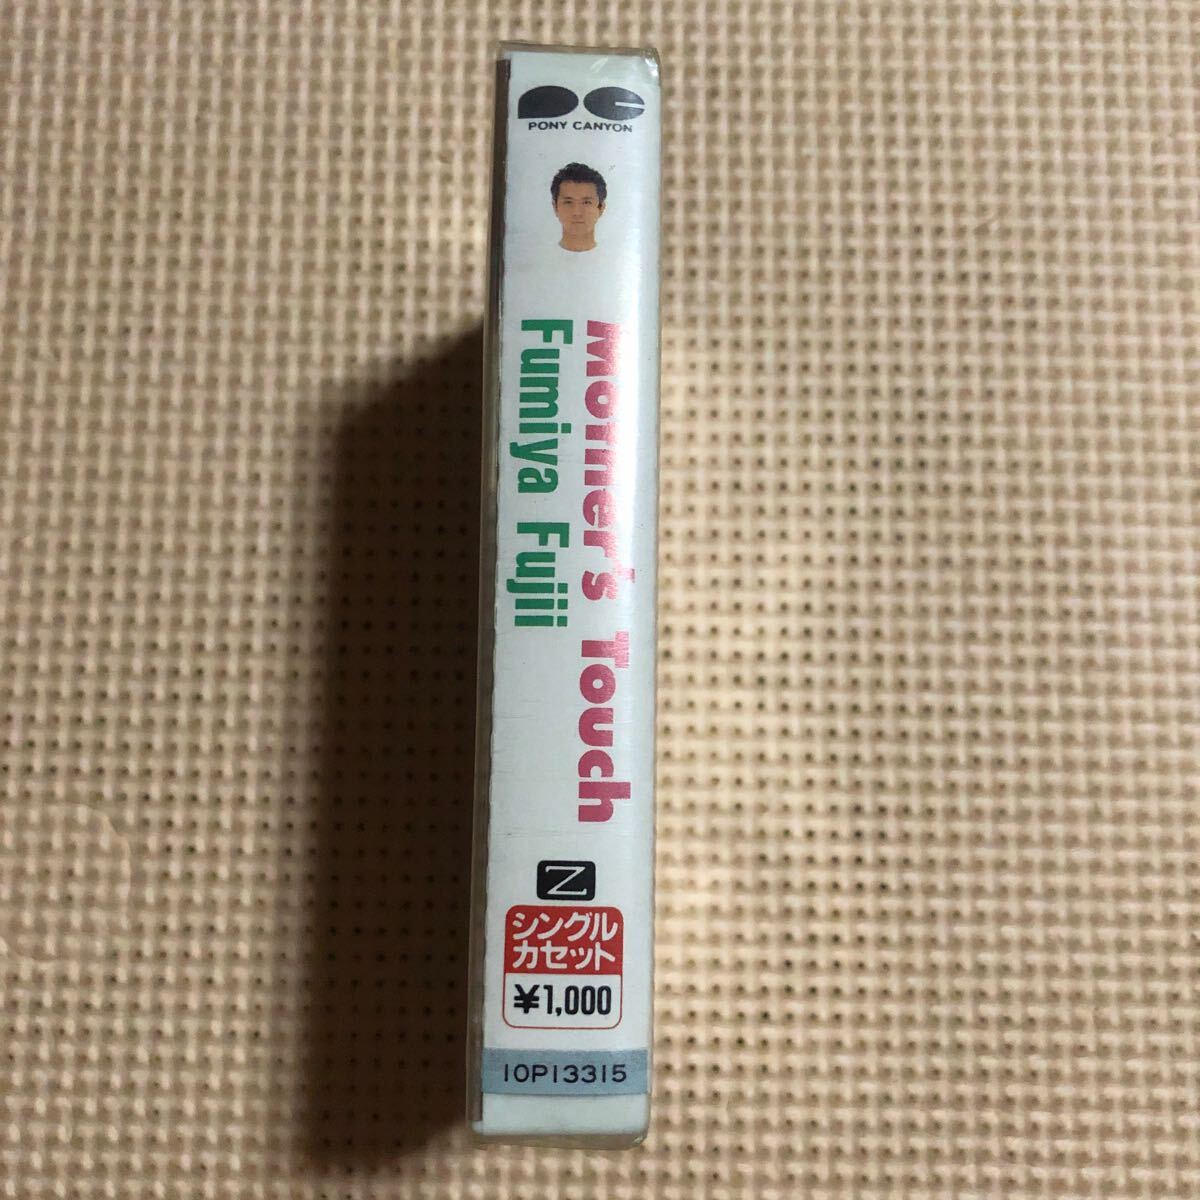 PONY CANYON
Mother's Touch
Fumiya Fujii
Z
シングル
カセット
¥1,000
10P13315